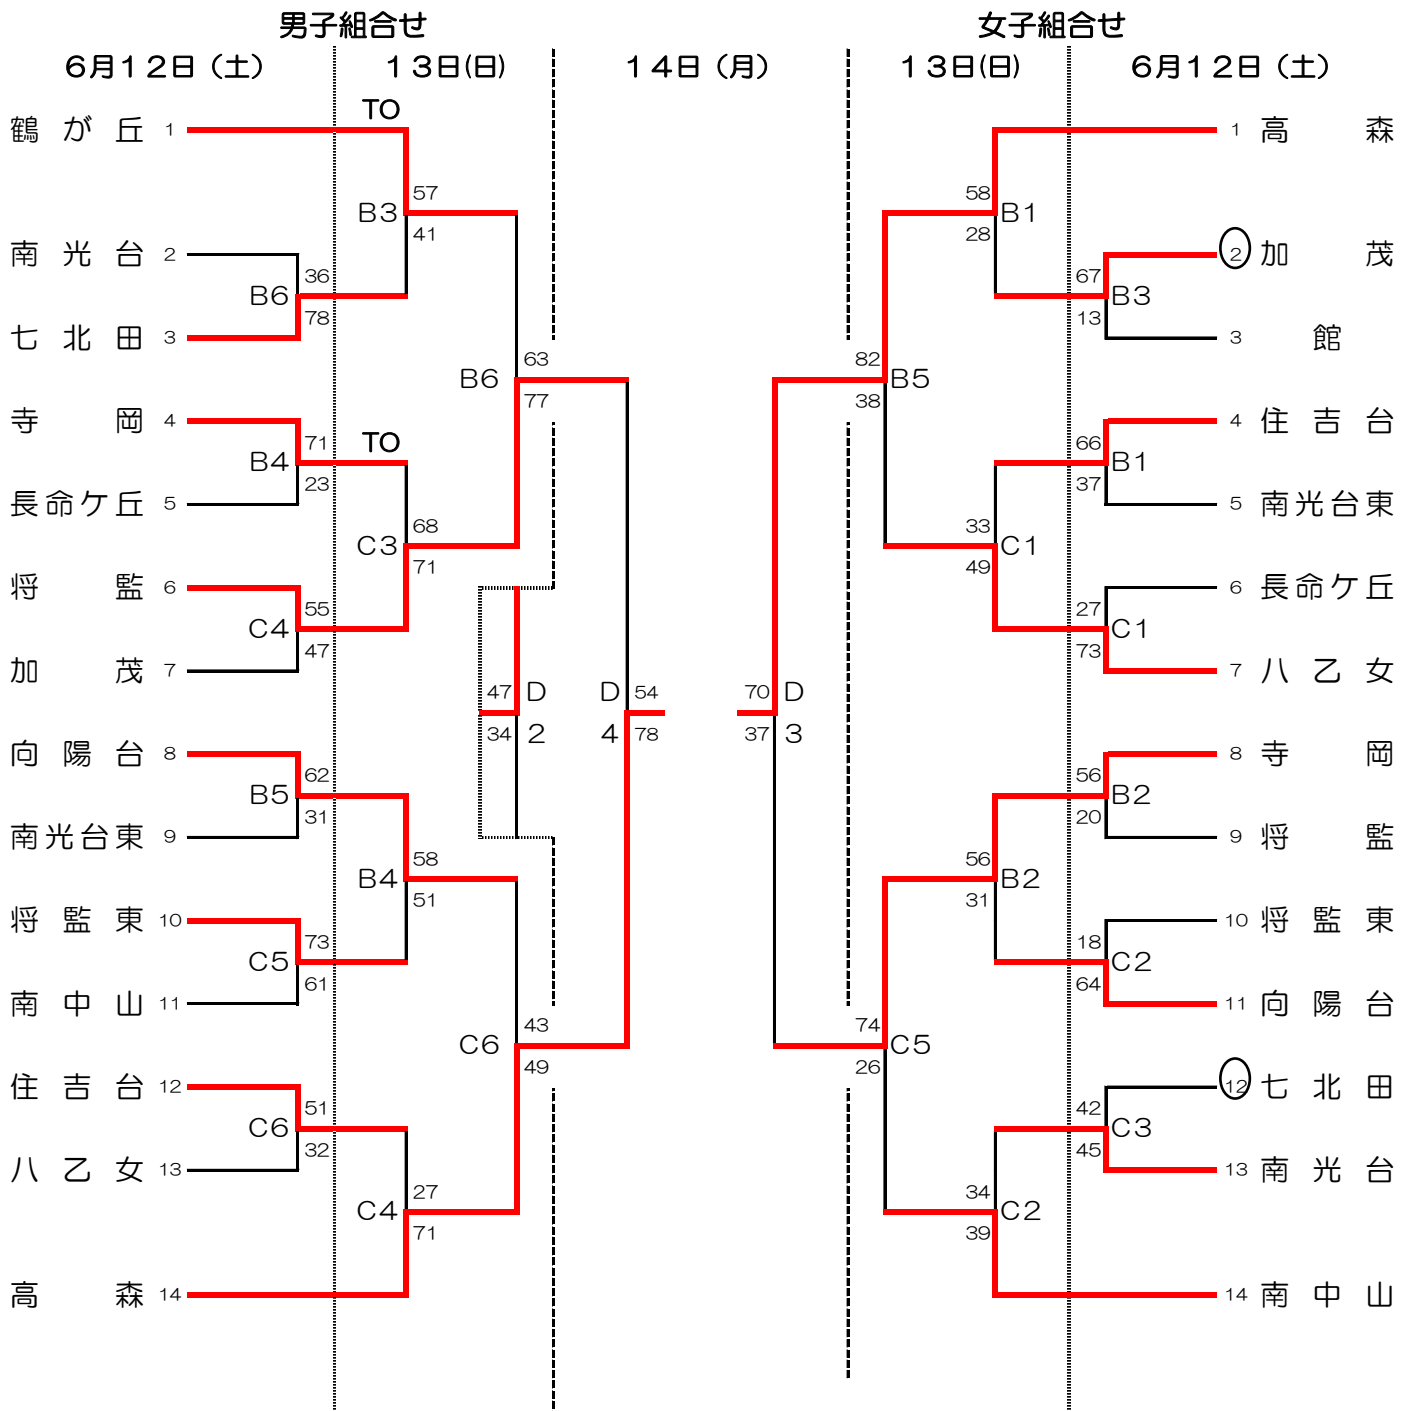 男子組合せ 女子組合せ
6月12日（土） 13日(日) 14日（月） 13日(日) 6月12日（土）
TO
鶴が丘 1 1 高森
57 58
B3 B1
41 28
南光台 2 2 加茂
36 67
B6 B3
78 13
七北田 3 3 館
63 82
B6 B5
77 38
寺岡 4 4 住吉台
71 TO 66
B4 B1
23 37
長命ケ丘 5 5 南光台東
68 33
C3 C1
71 49
将監 6 6 長命ケ丘
55 27
C4 C1
47 73
加茂 7 7 八乙女
47 D D 54 70 D
34 2 4 78 37 3
向陽台 8 8 寺岡
62 56
B5 B2
31 20
南光台東 9 9 将監
58 56
B4 B2
51 31
将監東 10 10 将監東
73 18
C5 C2
61 64
南中山 11 11 向陽台
43 74
C6 C5
49 26
住吉台 12 12 七北田
51 42
C6 C3
32 45
八乙女 13 13 南光台
27 34
C4 C2
71 39
高森 14 14 南中山